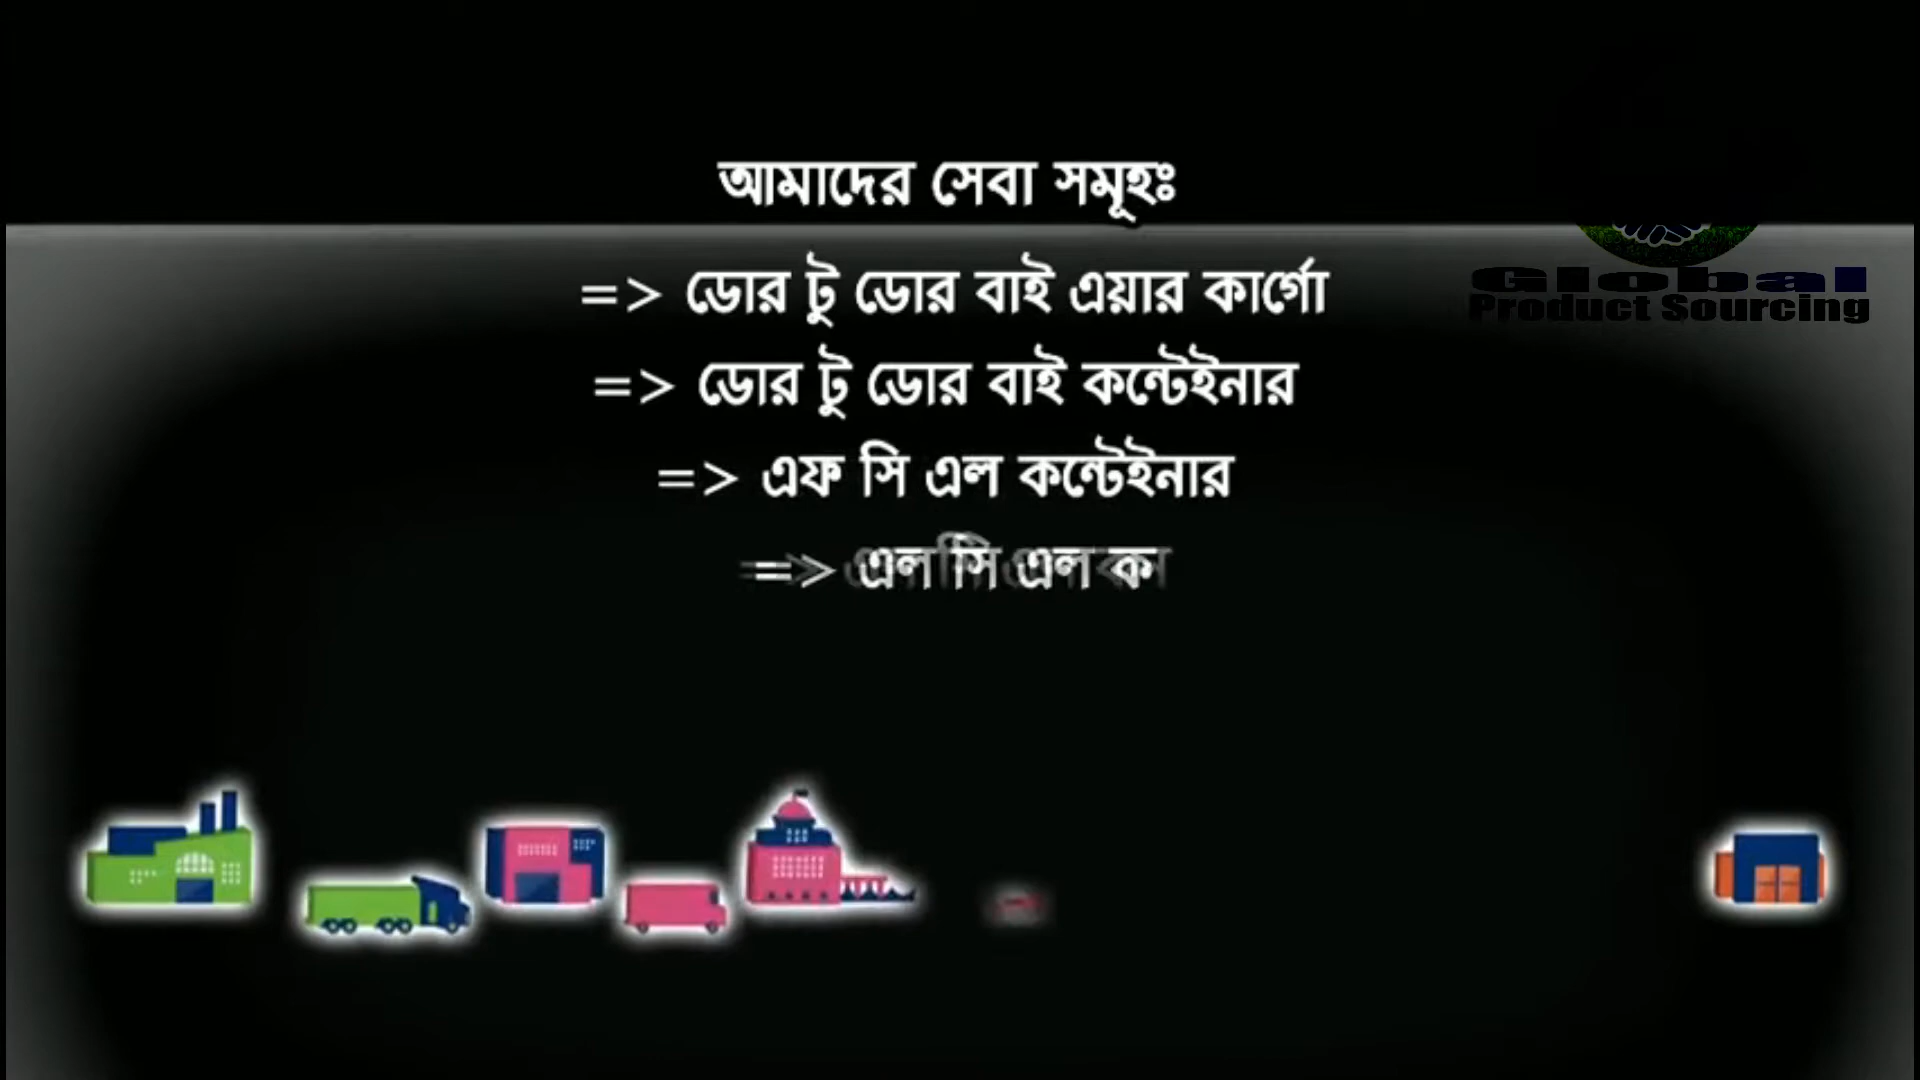 আমাদের সেবা সমূহঃ
=> ডোর টু ডোর বাই এয়ার কার্গো
=> ডোর টু ডোর বাই কন্টেইনার
=> এফ সি এল কন্টেইনার
=> এল সি এল ক
Global
Product Sourcing